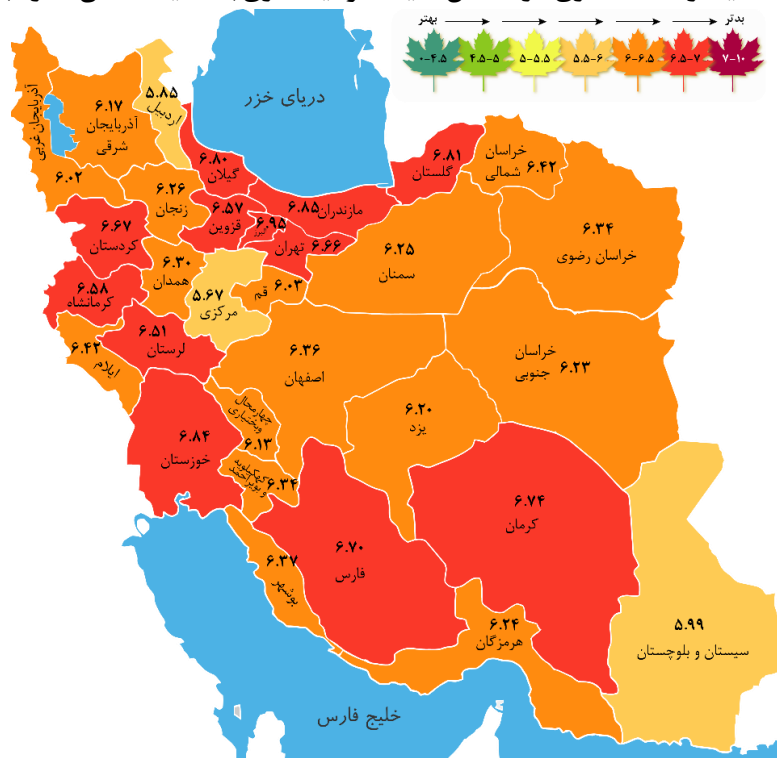 بهتر
بدتر
۰-۴.۵
۴.۵-۵
۵-۵.۵
۵.۵-۶
۶-۶.۵
۶.۵-۷
۷-۱۰
دریای خزر
آذربایجان غربی
۶.۰۲
۶.۱۷
آذربایجان
شرقی
۵.۸۵
اردبیل
۶.۸۰
گیلان
۶.۸۱
گلستان
خراسان
شمالی ۶.۴۲
۶.۳۴
خراسان رضوی
۶.۲۶
زنجان
۶.۵۷
قزوین
۶.۹۵
البرز
مازندران ۶.۸۵
تهران ۶.۶۶
۶.۲۵
سمنان
۶.۶۷
کردستان
۶.۳۰
همدان
۵.۶۷
مرکزی
قم ۶.۰۳
۶.۵۸
کرمانشاه
۶.۵۱
لرستان
۶.۴۲
ایلام
۶.۳۶
اصفهان
خراسان
جنوبی ۶.۲۳
۶.۲۰
یزد
چهارمحال
وبختیاری
۶.۱۳
۶.۸۴
خوزستان
کهکیلویه
و بویراحمد
۶.۳۴
۶.۷۴
کرمان
۶.۷۰
فارس
۶.۳۷
بوشهر
۶.۲۴
هرمزگان
۵.۹۹
سیستان و بلوچستان
خلیج فارس